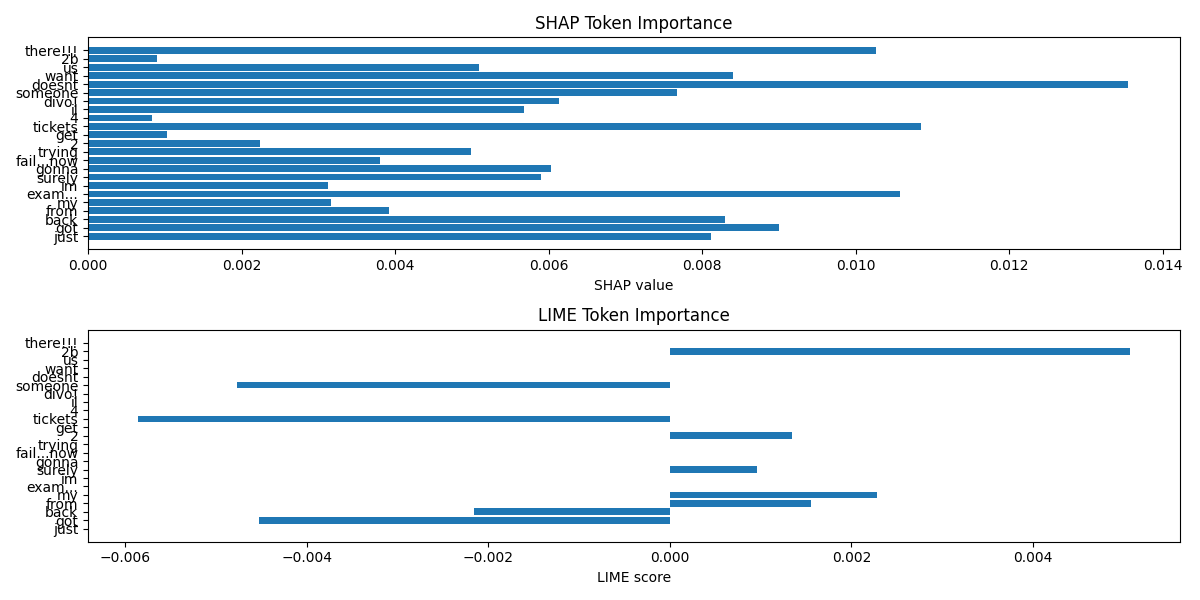 SHAP Token Importance
there!!!
2b
us
want
doesnt
someone
divo!
il
4
tickets
get
2
trying
fail...now
gonna
surely
im
exam...
my
from
back
got
just
0.000 0.002 0.004 0.006 0.008 0.010 0.012 0.014
SHAP value
LIME Token Importance
there!!!
2b
us
want
doesnt
someone
divo!
il
4
tickets
get
2
trying
fail...now
gonna
surely
im
exam...
my
from
back
got
just
−0.006 −0.004 −0.002 0.000 0.002 0.004
LIME score